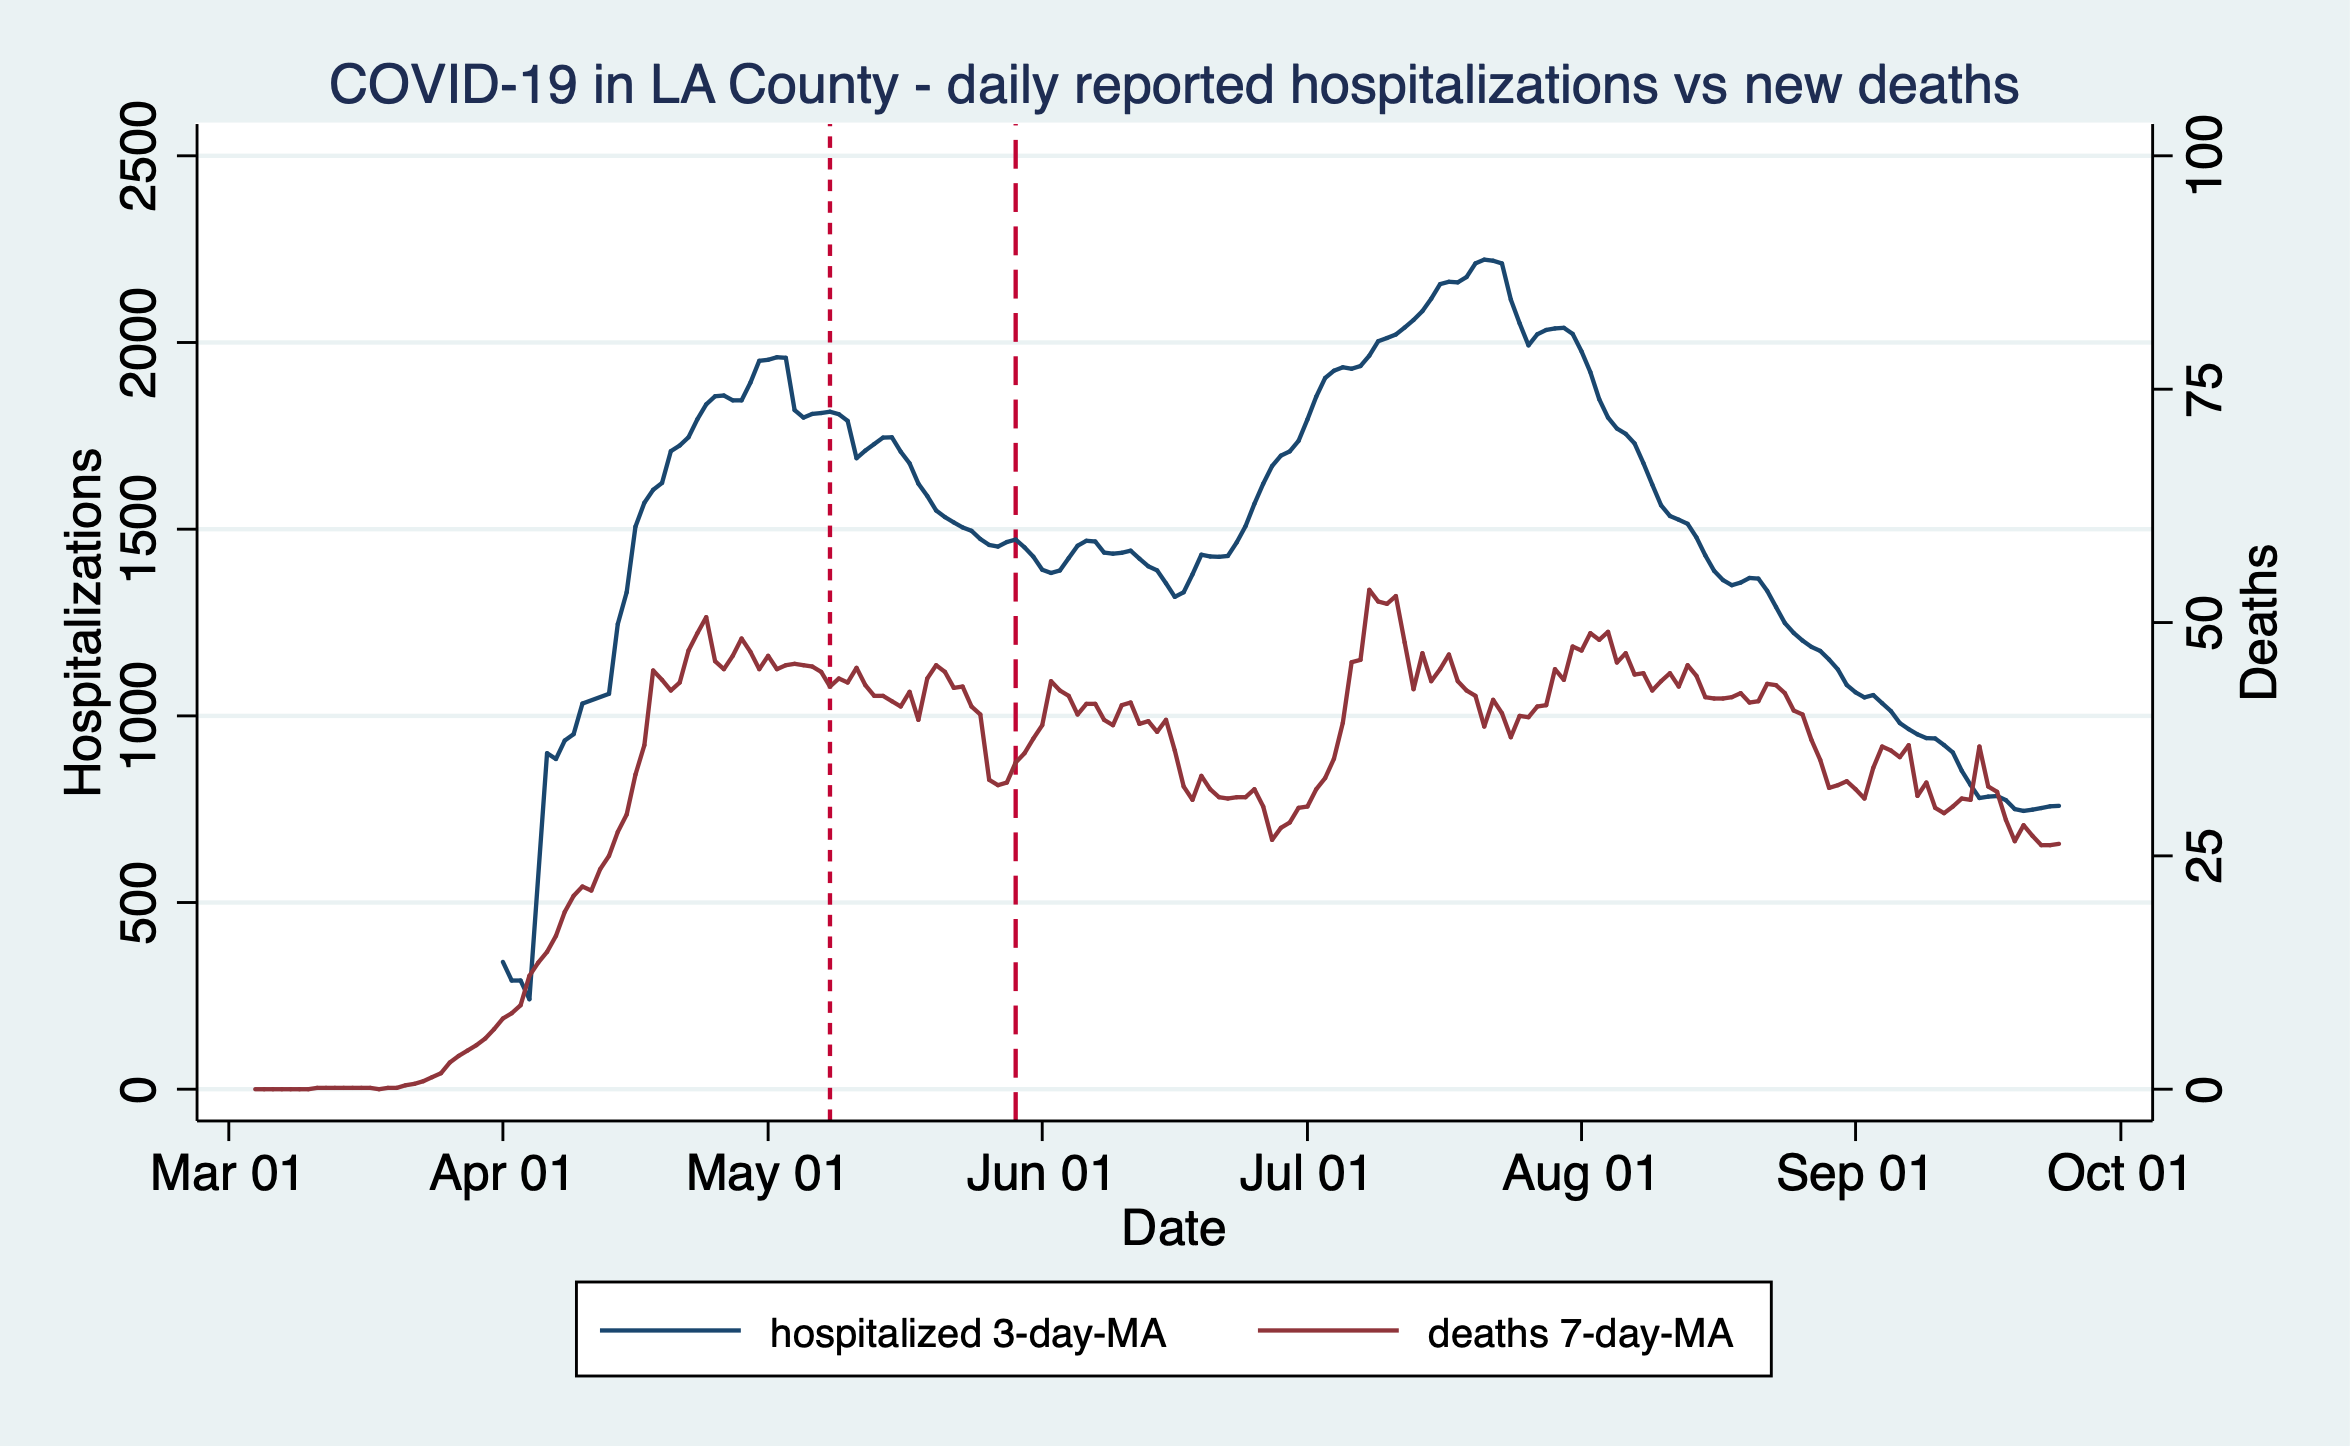 COVID-19 in LA County - daily reported hospitalizations vs new deaths
Hospitalizations
2500
2000
1500
1000
500
0
100
75
50
25
0
Deaths
Mar 01 Apr 01 May 01 Jun 01 Jul 01 Aug 01 Sep 01 Oct 01
Date
hospitalized 3-day-MA deaths 7-day-MA